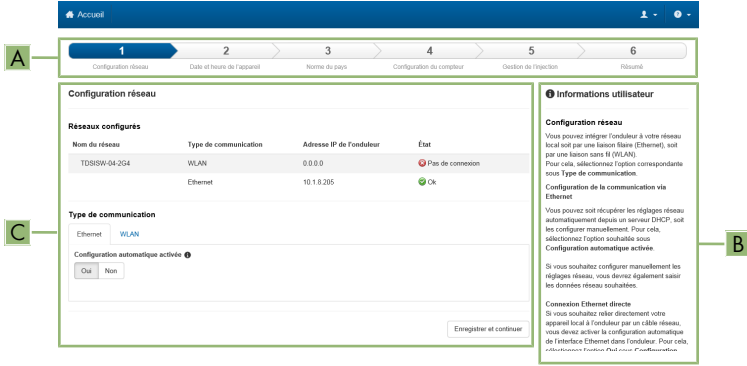 Accueil
A
1 2 3 4 5 6
Configuration réseau Date et heure de l'appareil Norme du pays Configuration du compteur Gestion de l'injection Résumé
C
Configuration réseau
Réseaux configurés
Nom du réseau Type de communication Adresse IP de l'onduleur État
TDSISW-04-2G4 WLAN 0.0.0.0 Pas de connexion
Ethernet 10.1.8.205 Ok
Type de communication
Ethernet WLAN
Configuration automatique activée
Oui Non
Enregistrer et continuer
B
Informations utilisateur
Configuration réseau
Vous pouvez intégrer l'onduleur à votre réseau
local soit par une liaison filaire (Ethernet), soit
par une liaison sans fil (WLAN).
Pour cela, sélectionnez l'option correspondante
sous Type de communication.
Configuration de la communication via
Ethernet
Vous pouvez soit récupérer les réglages réseau
automatiquement depuis un serveur DHCP, soit
les configurer manuellement. Pour cela,
sélectionnez l'option souhaitée sous
Configuration automatique activée.
Si vous souhaitez configurer manuellement les
réglages réseau, vous devrez également saisir
les données réseau souhaitées.
Connexion Ethernet directe
Si vous souhaitez relier directement votre
appareil local à l'onduleur par un câble réseau,
vous devez activer la configuration automatique
de l'interface Ethernet dans l'onduleur. Pour cela,
sélectionnez l'option Oui sous Configuration